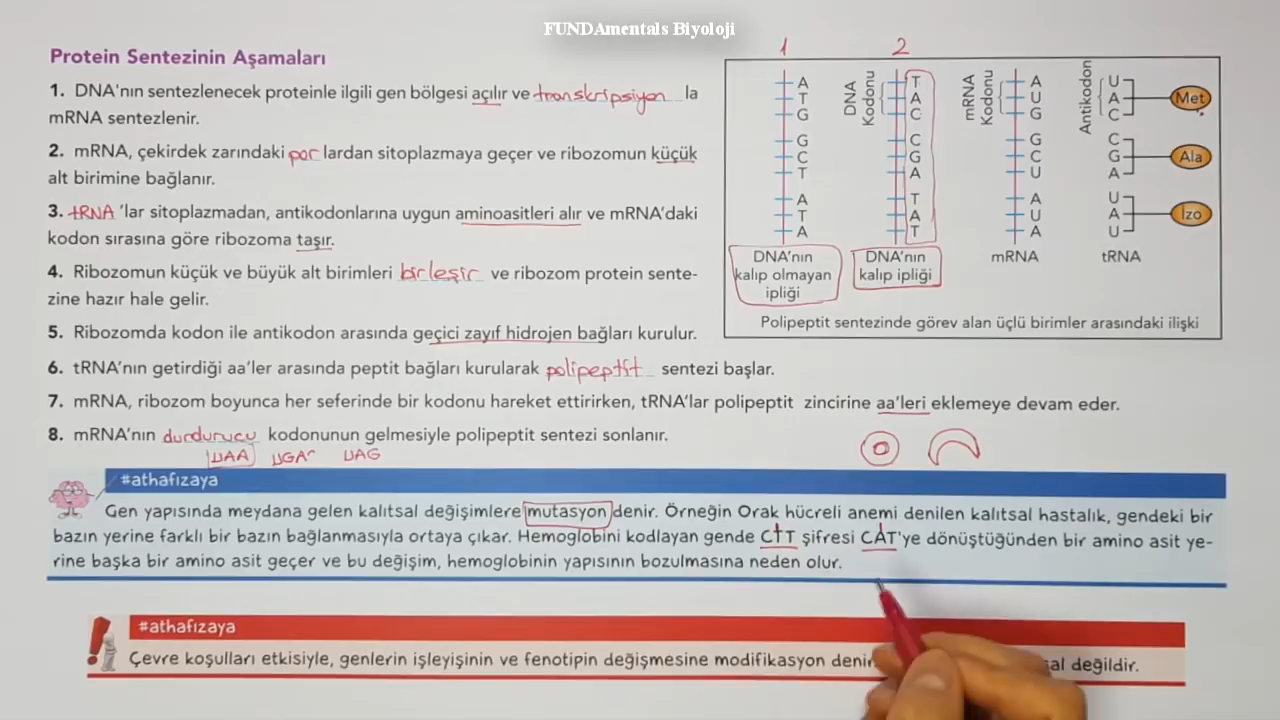 FUNDAmentals Biyoloji
Protein Sentezinin Aşamaları
1. DNA'nın sentezlenecek proteinle ilgili gen bölgesi açılır ve transkripsiyon la
mRNA sentezlenir.
2. mRNA, çekirdek zarındaki por lardan sitoplazmaya geçer ve ribozomun küçük
alt birimine bağlanır.
3. tRNA 'lar sitoplazmadan, antikodonlarına uygun aminoasitleri alır ve mRNA'daki
kodon sırasına göre ribozoma taşır.
4. Ribozomun küçük ve büyük alt birimleri birleşir ve ribozom protein sente-
zine hazır hale gelir.
5. Ribozomda kodon ile antikodon arasında geçici zayıf hidrojen bağları kurulur.
6. tRNA'nın getirdiği aa'ler arasında peptit bağları kurularak polipeptit sentezi başlar.
7. mRNA, ribozom boyunca her seferinde bir kodonu hareket ettirirken, tRNA'lar polipeptit zincirine aa'leri eklemeye devam eder.
8. mRNA'nın durdurucu kodonunun gelmesiyle polipeptit sentezi sonlanır.
UAA UGA UAG
1 2
DNA Kodonu
mRNA Kodonu
Antikodon
A T A U Met
T A U A
G C G C
G C G C Ala
C G C G
T A U A
A T A U İzo
T A U A
A T A U
DNA'nın kalıp olmayan ipliği
DNA'nın kalıp ipliği
mRNA
tRNA
Polipeptit sentezinde görev alan üçlü birimler arasındaki ilişki
#athafızaya
Gen yapısında meydana gelen kalıtsal değişimlere mutasyon denir. Örneğin Orak hücreli anemi denilen kalıtsal hastalık, gendeki bir
bazın yerine farklı bir bazın bağlanmasıyla ortaya çıkar. Hemoglobini kodlayan gende CTT şifresi CAT'ye dönüştüğünden bir amino asit ye-
rine başka bir amino asit geçer ve bu değişim, hemoglobinin yapısının bozulmasına neden olur.
#athafızaya
Çevre koşulları etkisiyle, genlerin işleyişinin ve fenotipin değişmesine modifikasyon denir değildir.